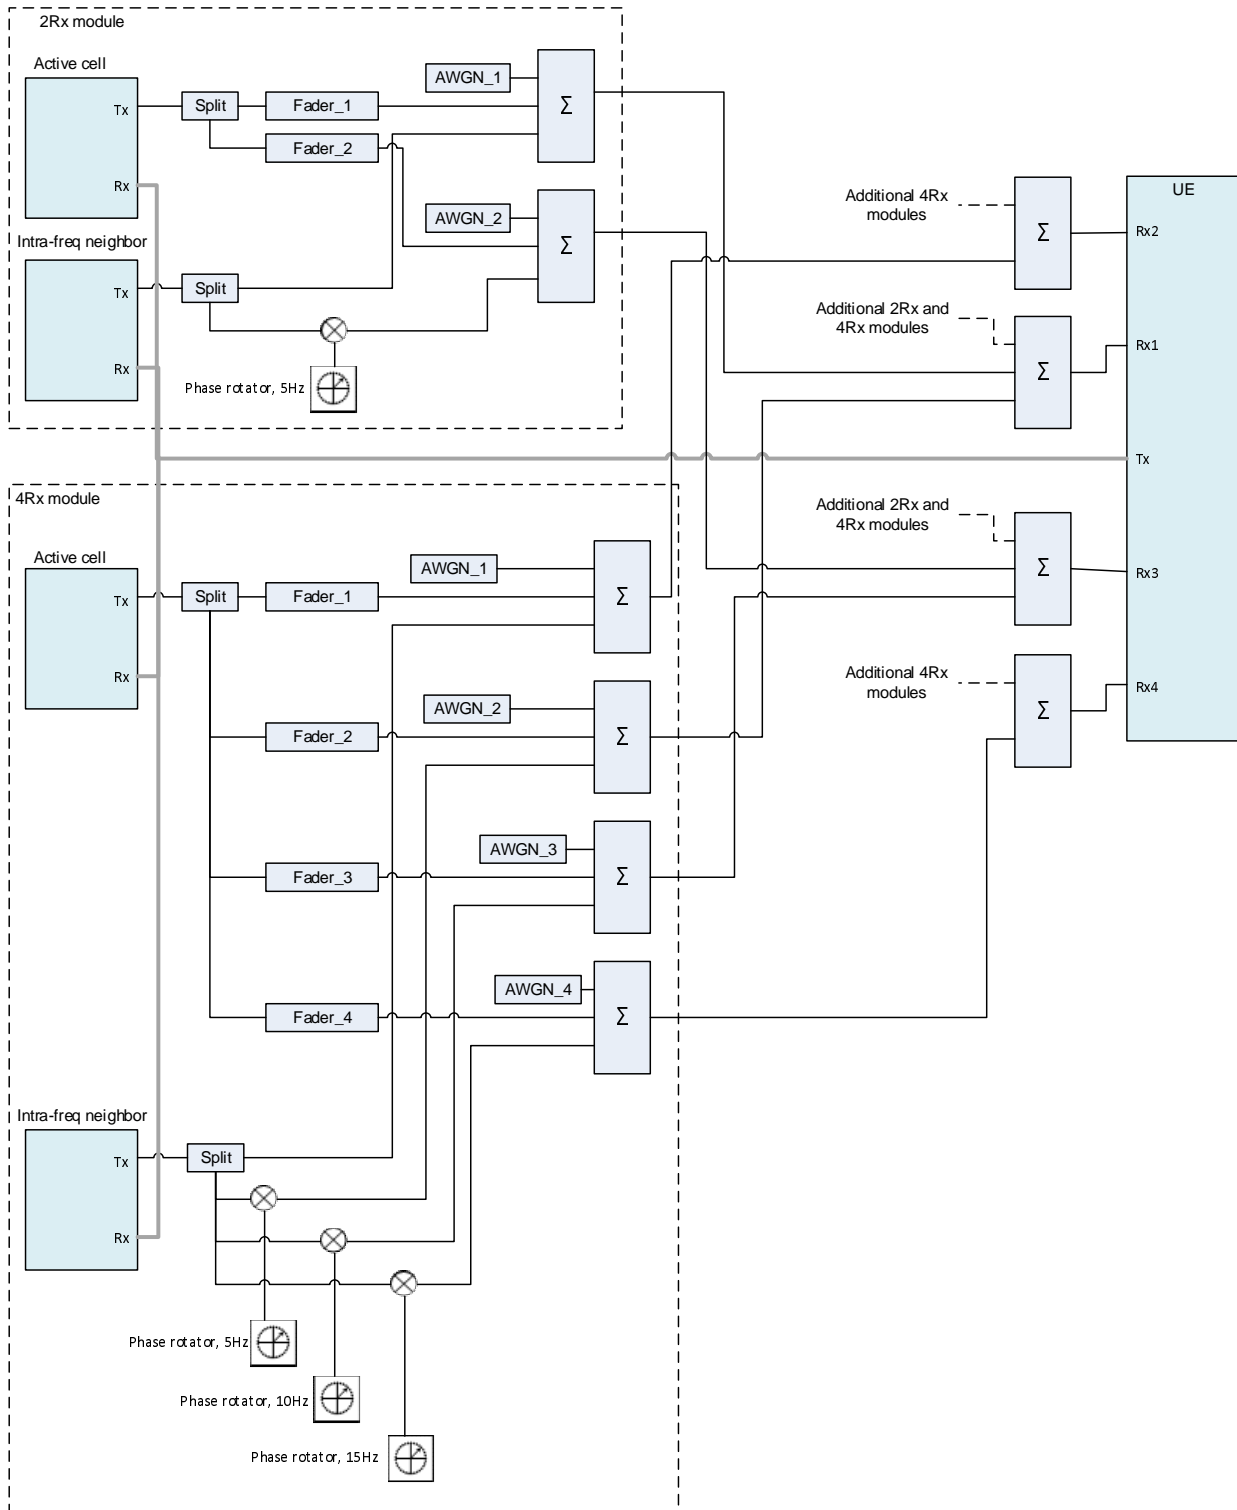 2Rx module
Active cell
Tx
Rx
Split
Fader_1
Fader_2
AWGN_1
Σ
AWGN_2
Σ
Intra-freq neighbor
Tx
Rx
Split
Phase rotator, 5Hz
Additional 4Rx
modules
Σ
Additional 2Rx and
4Rx modules
Σ
Additional 2Rx and
4Rx modules
Σ
Additional 4Rx
modules
Σ
UE
Rx2
Rx1
Tx
Rx3
Rx4
4Rx module
Active cell
Tx
Rx
Split
Fader_1
AWGN_1
Σ
Fader_2
AWGN_2
Σ
Fader_3
AWGN_3
Σ
Fader_4
AWGN_4
Σ
Intra-freq neighbor
Tx
Rx
Split
Phase rotator, 5Hz
Phase rotator, 10Hz
Phase rotator, 15Hz